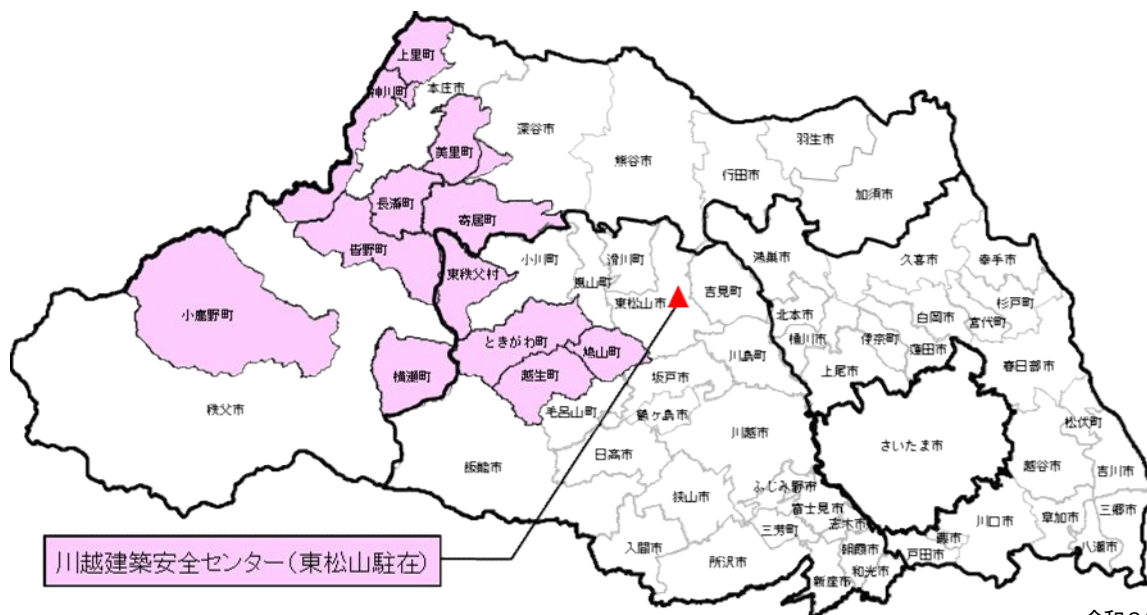 上里町
神川町
本庄市
深谷市
美里町
熊谷市
羽生市
行田市
加須市
長瀞町
寄居町
皆野町
東秩父村
小川町
滑川町
嵐山町
東松山市
吉見町
鴻巣市
久喜市
幸手市
小鹿野町
ときがわ町
鳩山町
川島町
北本市
桶川市
伊奈町
白岡市
宮代町
杉戸町
蓮田市
上尾市
春日部市
横瀬町
越生町
坂戸市
毛呂山町
鶴ヶ島市
秩父市
川越市
さいたま市
松伏町
飯能市
日高市
越谷市
吉川市
狭山市
ふじみ野市
富士見市
三芳町
志木市
川口市
草加市
三郷市
入間市
所沢市
朝霞市
和光市
新座市
戸田市
蕨市
八潮市
川越建築安全センター(東松山駐在)